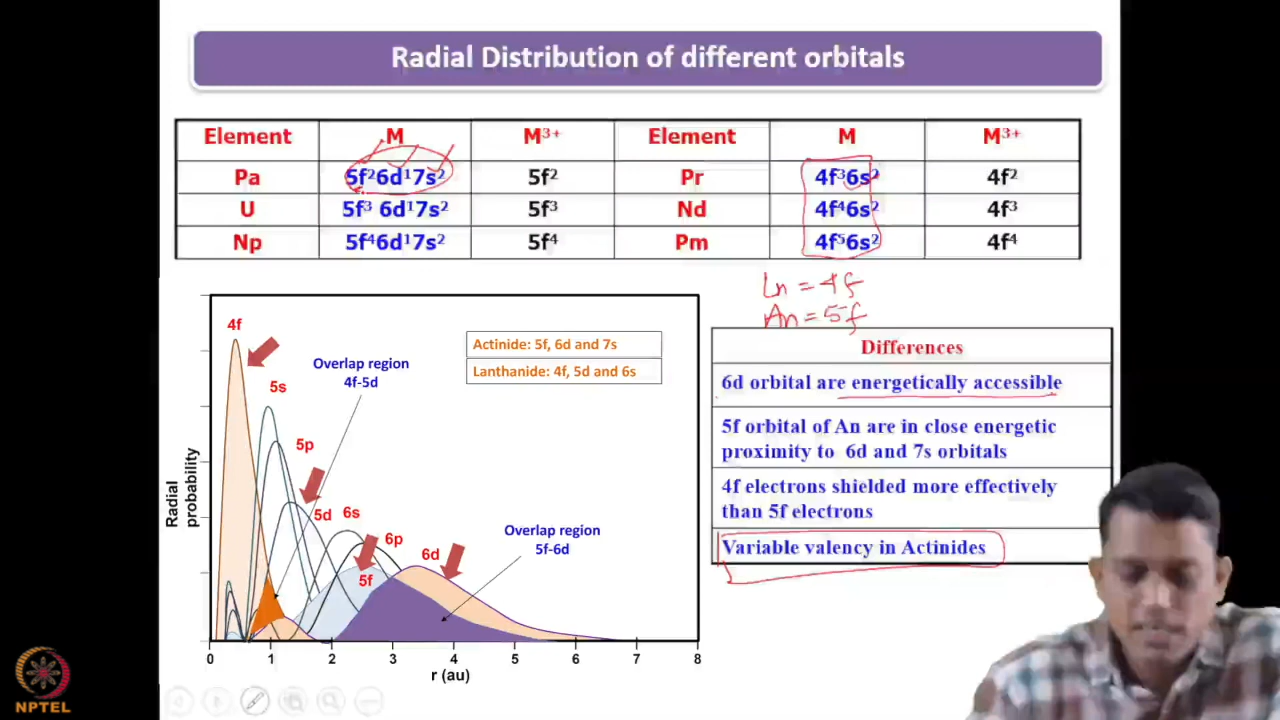 Radial Distribution of different orbitals
Element M M³⁺ Element M M³⁺
Pa 5f²6d¹7s² 5f² Pr 4f³6s² 4f²
U 5f³ 6d¹7s² 5f³ Nd 4f⁴6s² 4f³
Np 5f⁴6d¹7s² 5f⁴ Pm 4f⁵6s² 4f⁴
Ln = 4f
An = 5f
4f
5s
5p
5d
6s
6p
5f
6d
Overlap region
4f-5d
Actinide: 5f, 6d and 7s
Lanthanide: 4f, 5d and 6s
Overlap region
5f-6d
Radial
probability
0 1 2 3 4 5 6 7 8
r (au)
Differences
6d orbital are energetically accessible
5f orbital of An are in close energetic
proximity to 6d and 7s orbitals
4f electrons shielded more effectively
than 5f electrons
Variable valency in Actinides
NPTEL